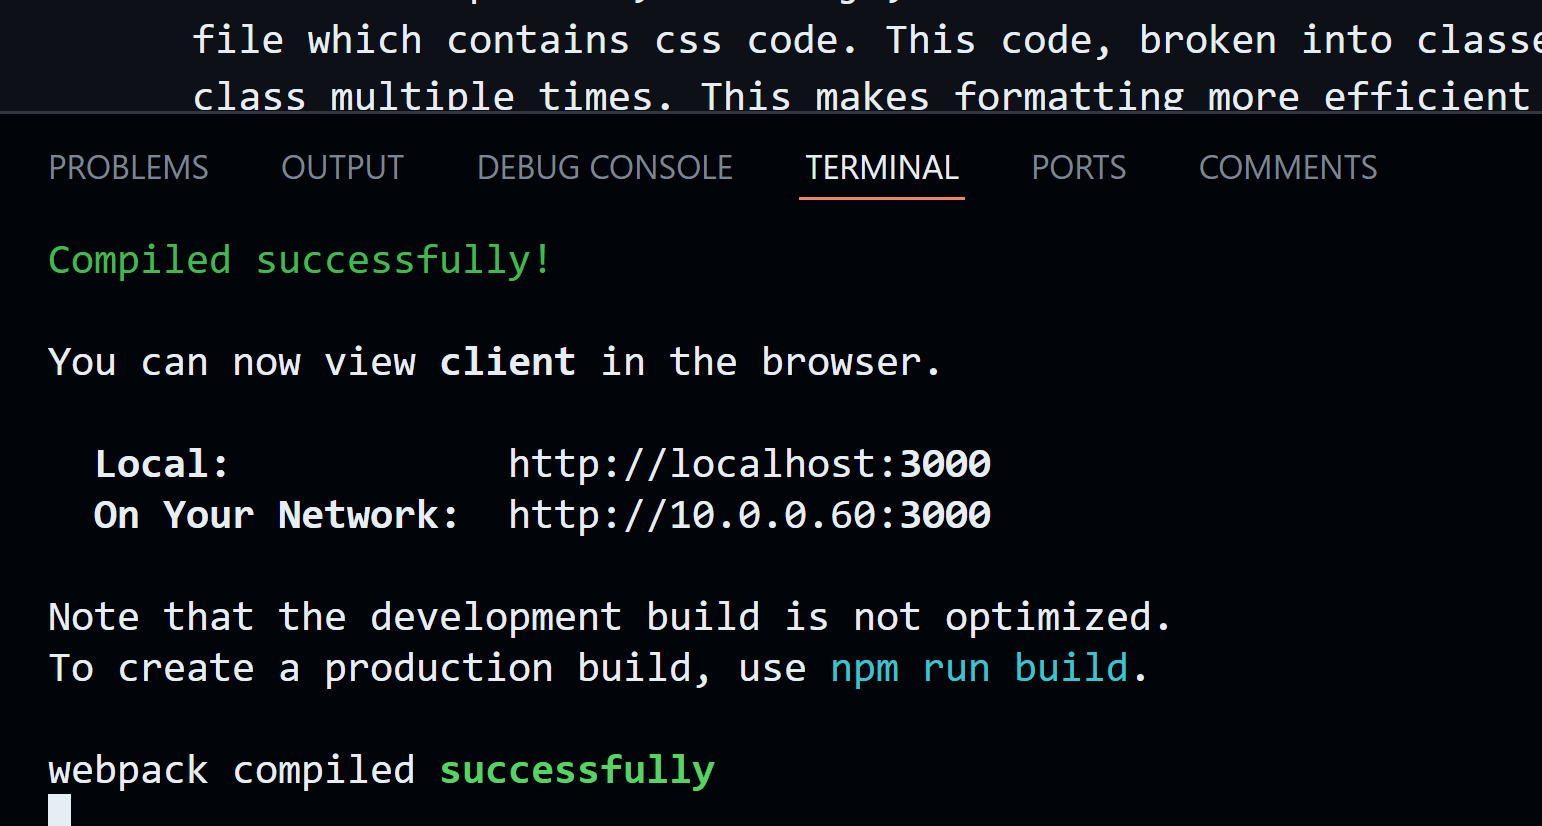 file which contains css code. This code, broken into classe
class multiple times. This makes formatting more efficient
PROBLEMS OUTPUT DEBUG CONSOLE TERMINAL PORTS COMMENTS
Compiled successfully!
You can now view client in the browser.
Local: http://localhost:3000
On Your Network: http://10.0.0.60:3000
Note that the development build is not optimized.
To create a production build, use npm run build.
webpack compiled successfully